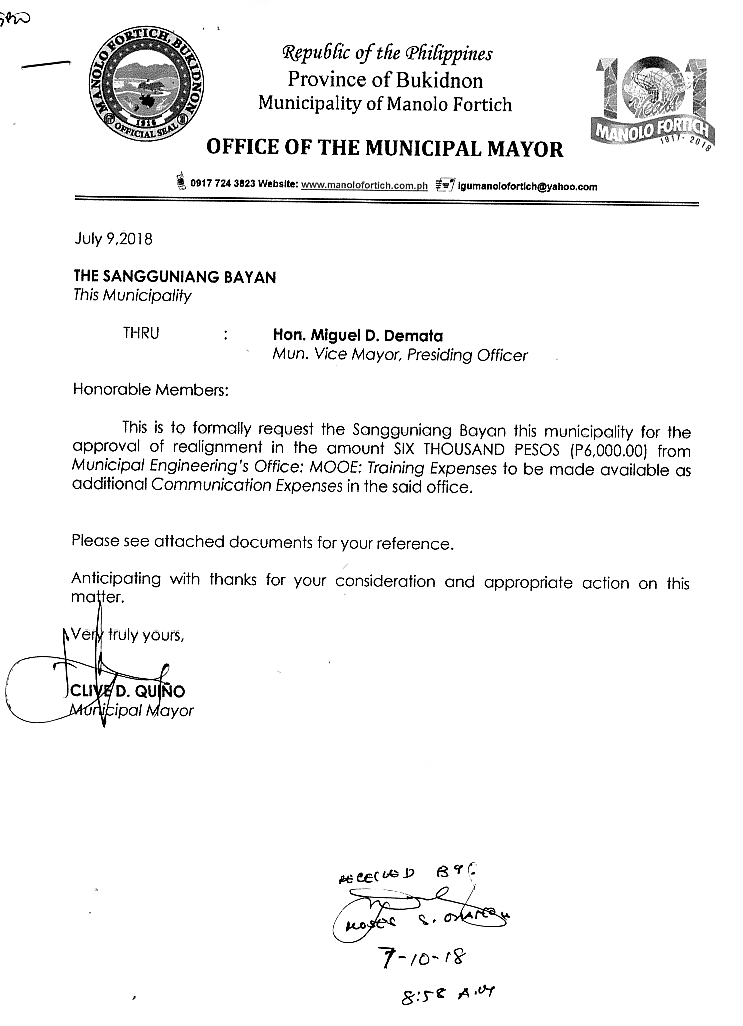 MANOLO FORTICH, BUKIDNON
1918
OFFICIAL SEAL
Republic of the Philippines
Province of Bukidnon
Municipality of Manolo Fortich
OFFICE OF THE MUNICIPAL MAYOR
101
MANOLO FORTICH
1917-2018
0917 724 3823 Website: www.manolofortich.com.ph lgumanolofortich@yahoo.com
July 9,2018
THE SANGGUNIANG BAYAN
This Municipality
THRU : Hon. Miguel D. Demata
Mun. Vice Mayor, Presiding Officer
Honorable Members:
This is to formally request the Sangguniang Bayan this municipality for the
approval of realignment in the amount SIX THOUSAND PESOS (P6,000.00) from
Municipal Engineering's Office: MOOE: Training Expenses to be made available as
additional Communication Expenses in the said office.
Please see attached documents for your reference.
Anticipating with thanks for your consideration and appropriate action on this
matter.
Very truly yours,
CLIVE D. QUIÑO
Municipal Mayor
RECEIVED BY:
S.
7-10-18
8:58 A.M